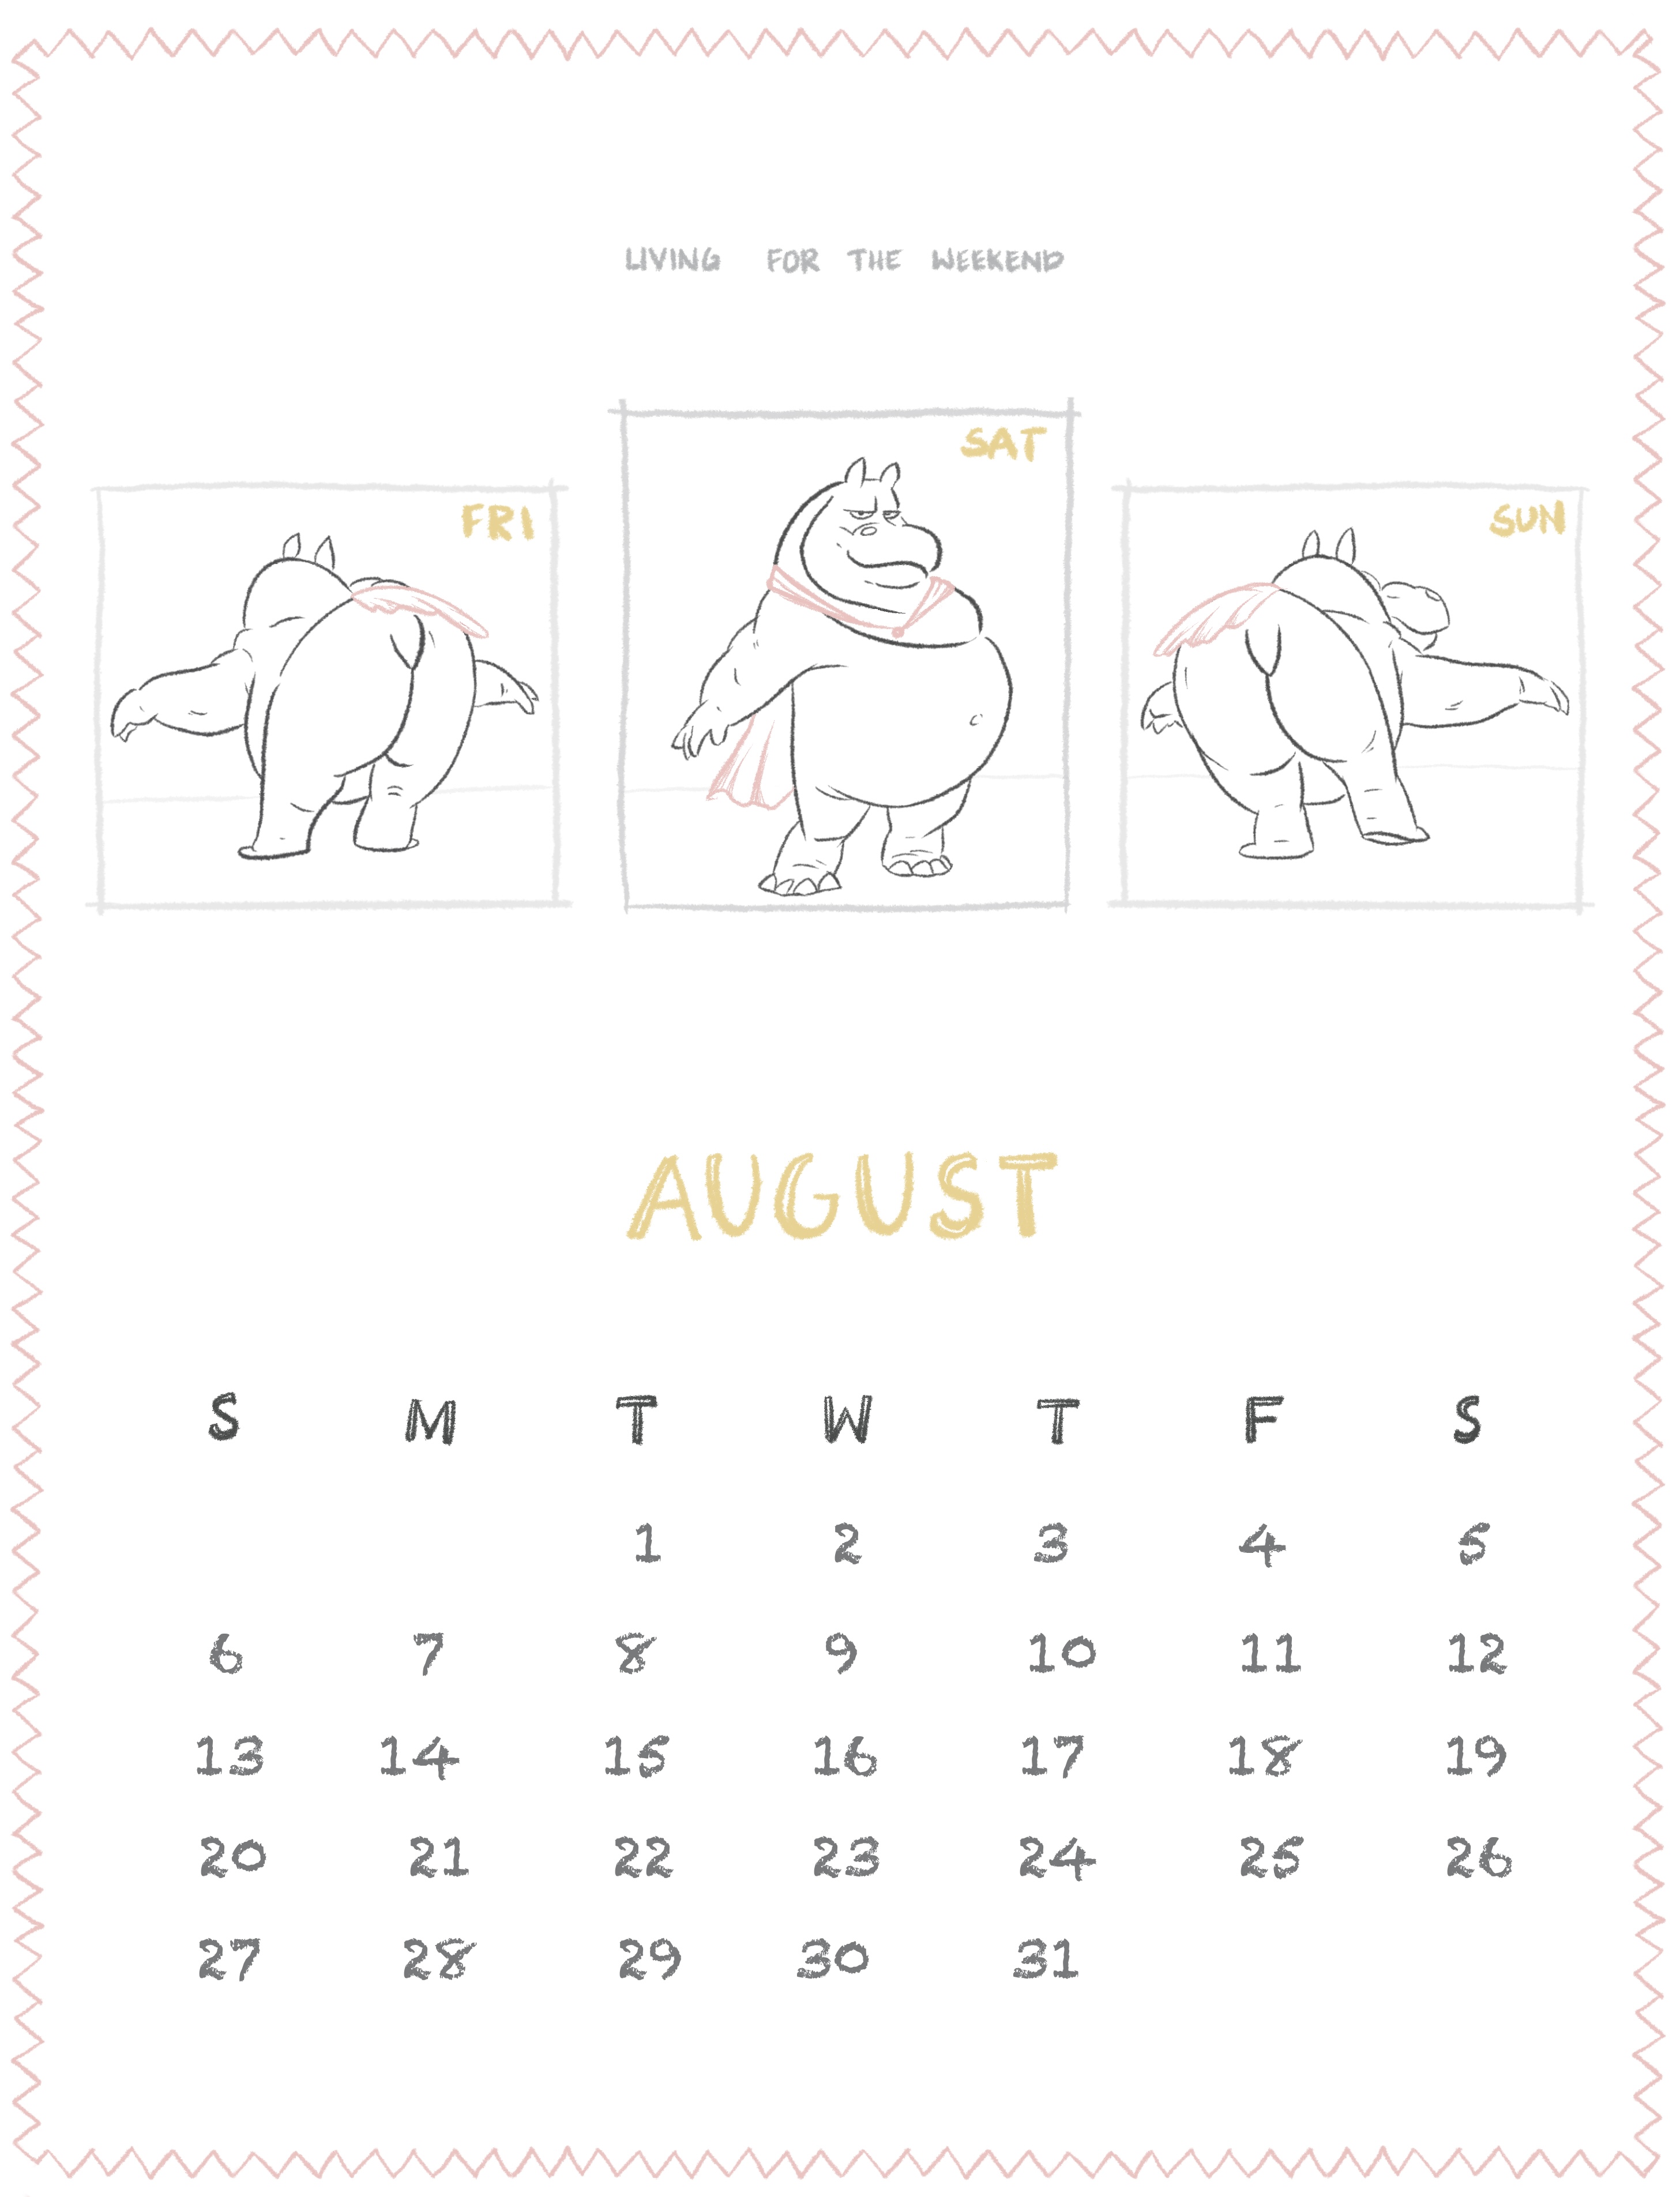 LIVING FOR THE WEEKEND
FRI
SAT
SUN
AUGUST
S M T W T F S
1 2 3 4 5
6 7 8 9 10 11 12
13 14 15 16 17 18 19
20 21 22 23 24 25 26
27 28 29 30 31